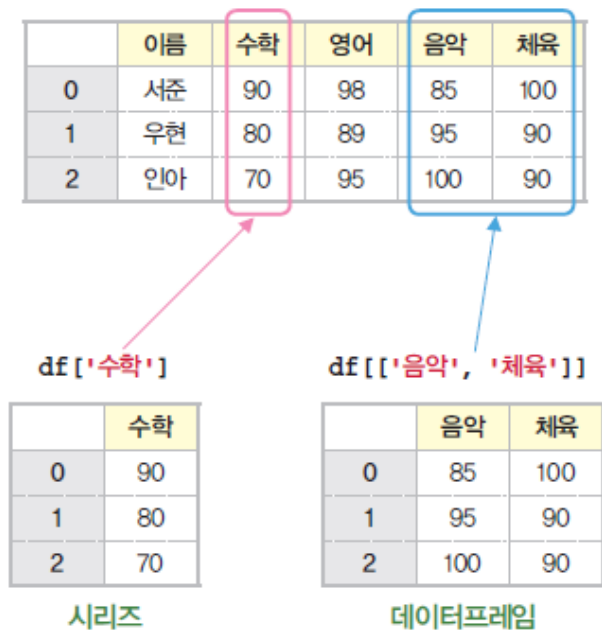 이름 수학 영어 음악 체육
0 서준 90 98 85 100
1 우현 80 89 95 90
2 인아 70 95 100 90
df['수학']
수학
0 90
1 80
2 70
시리즈
df[['음악', '체육']]
음악 체육
0 85 100
1 95 90
2 100 90
데이터프레임